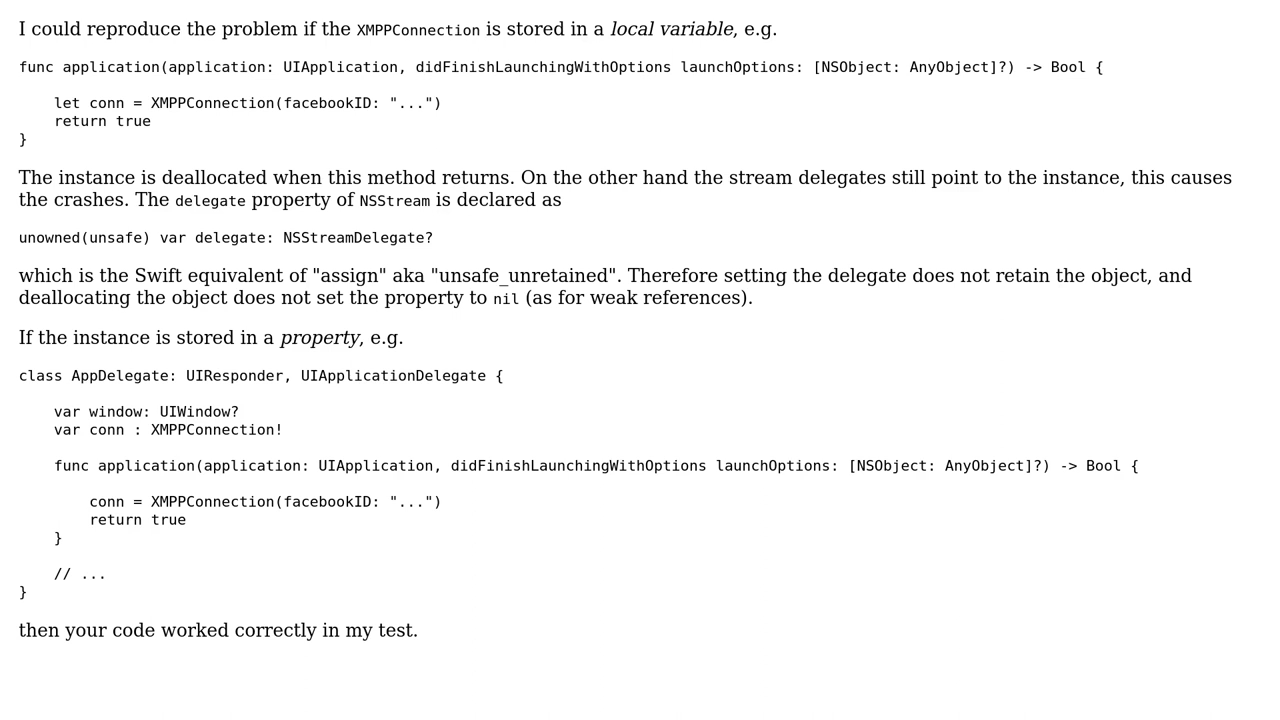 I could reproduce the problem if the XMPPConnection is stored in a local variable, e.g.
func application(application: UIApplication, didFinishLaunchingWithOptions launchOptions: [NSObject: AnyObject]?) -> Bool {
    let conn = XMPPConnection(facebookID: "...")
    return true
}
The instance is deallocated when this method returns. On the other hand the stream delegates still point to the instance, this causes
the crashes. The delegate property of NSStream is declared as
unowned(unsafe) var delegate: NSStreamDelegate?
which is the Swift equivalent of "assign" aka "unsafe_unretained". Therefore setting the delegate does not retain the object, and
deallocating the object does not set the property to nil (as for weak references).
If the instance is stored in a property, e.g.
class AppDelegate: UIResponder, UIApplicationDelegate {
    var window: UIWindow?
    var conn : XMPPConnection!
    func application(application: UIApplication, didFinishLaunchingWithOptions launchOptions: [NSObject: AnyObject]?) -> Bool {
        conn = XMPPConnection(facebookID: "...")
        return true
    }
    // ...
}
then your code worked correctly in my test.